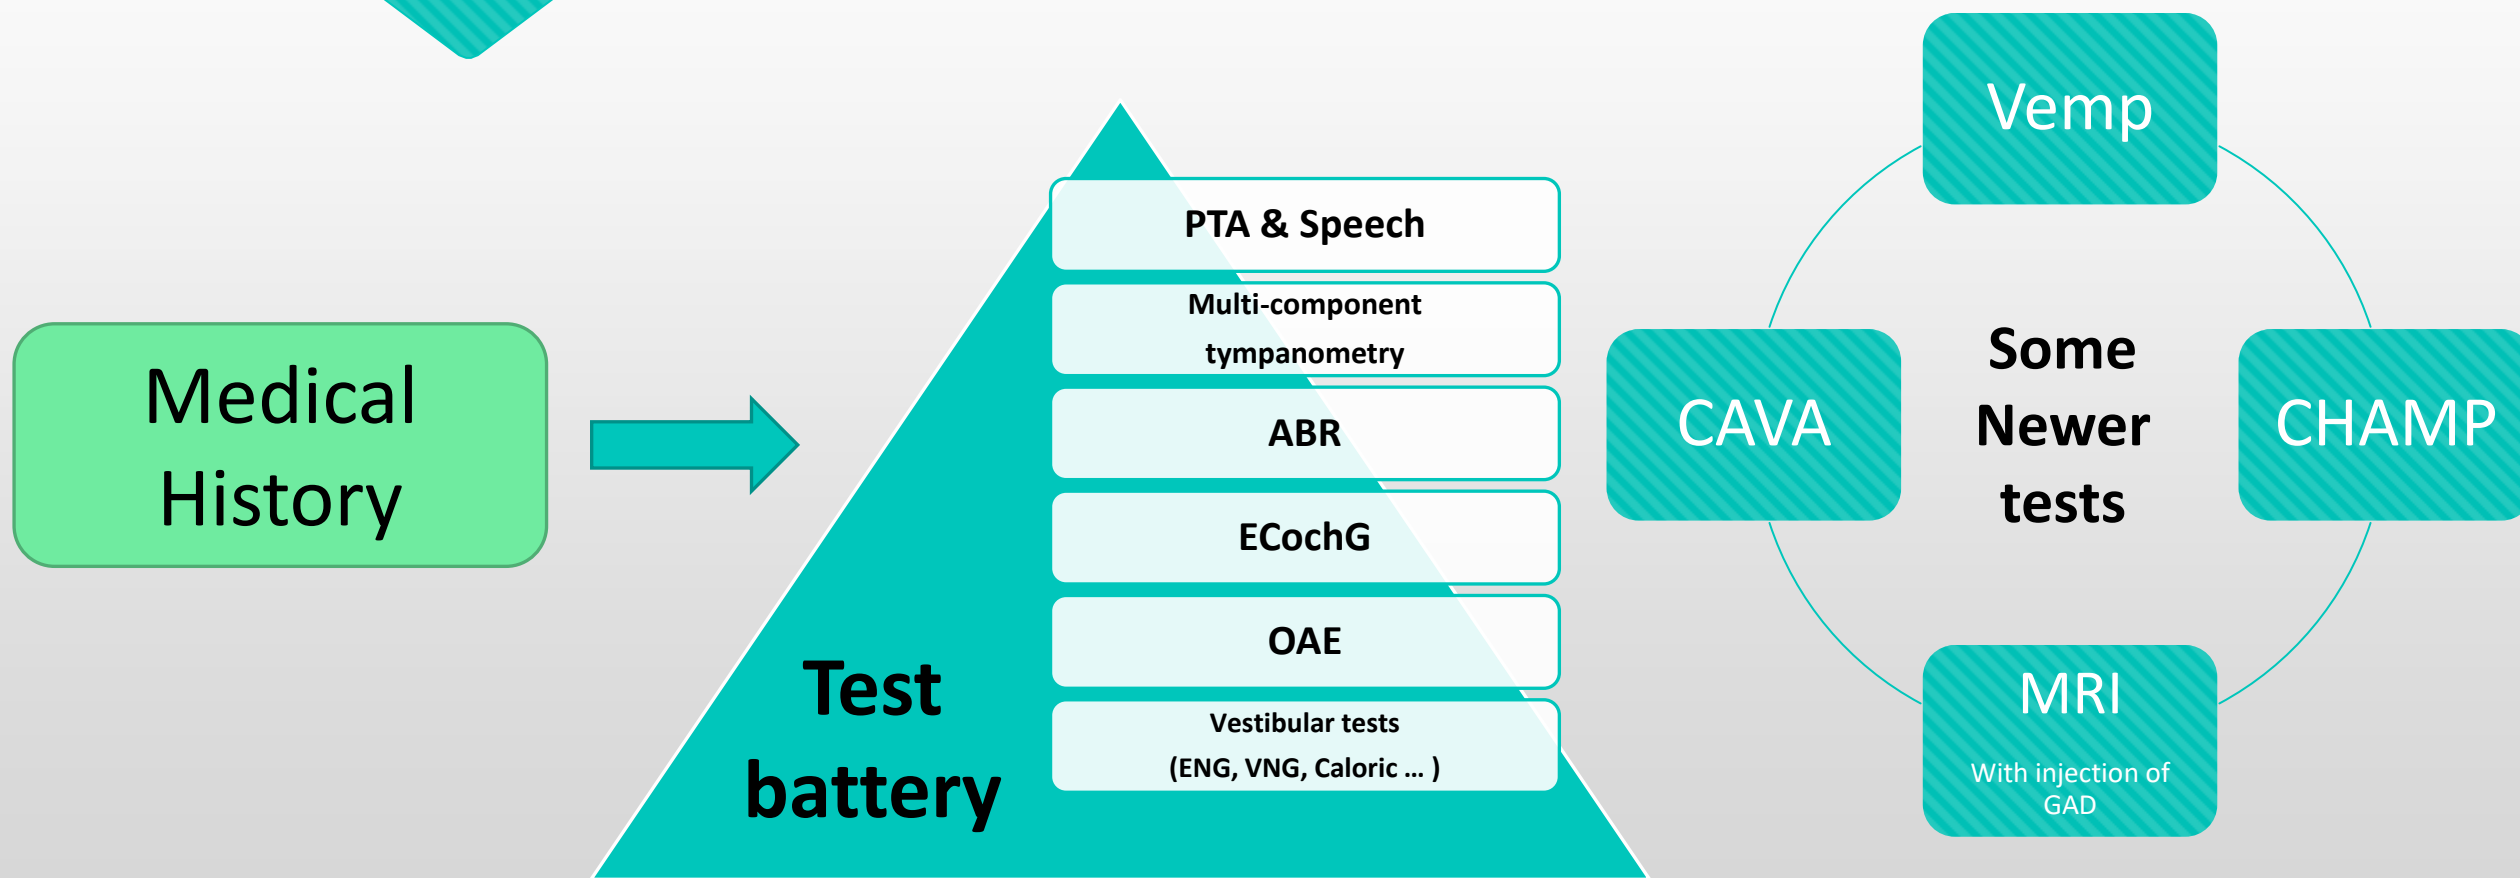 Medical
History
Test
battery
PTA & Speech
Multi-component
tympanometry
ABR
ECochG
OAE
Vestibular tests
(ENG, VNG, Caloric ... )
Vemp
CAVA
Some
Newer
tests
CHAMP
MRI
With injection of
GAD